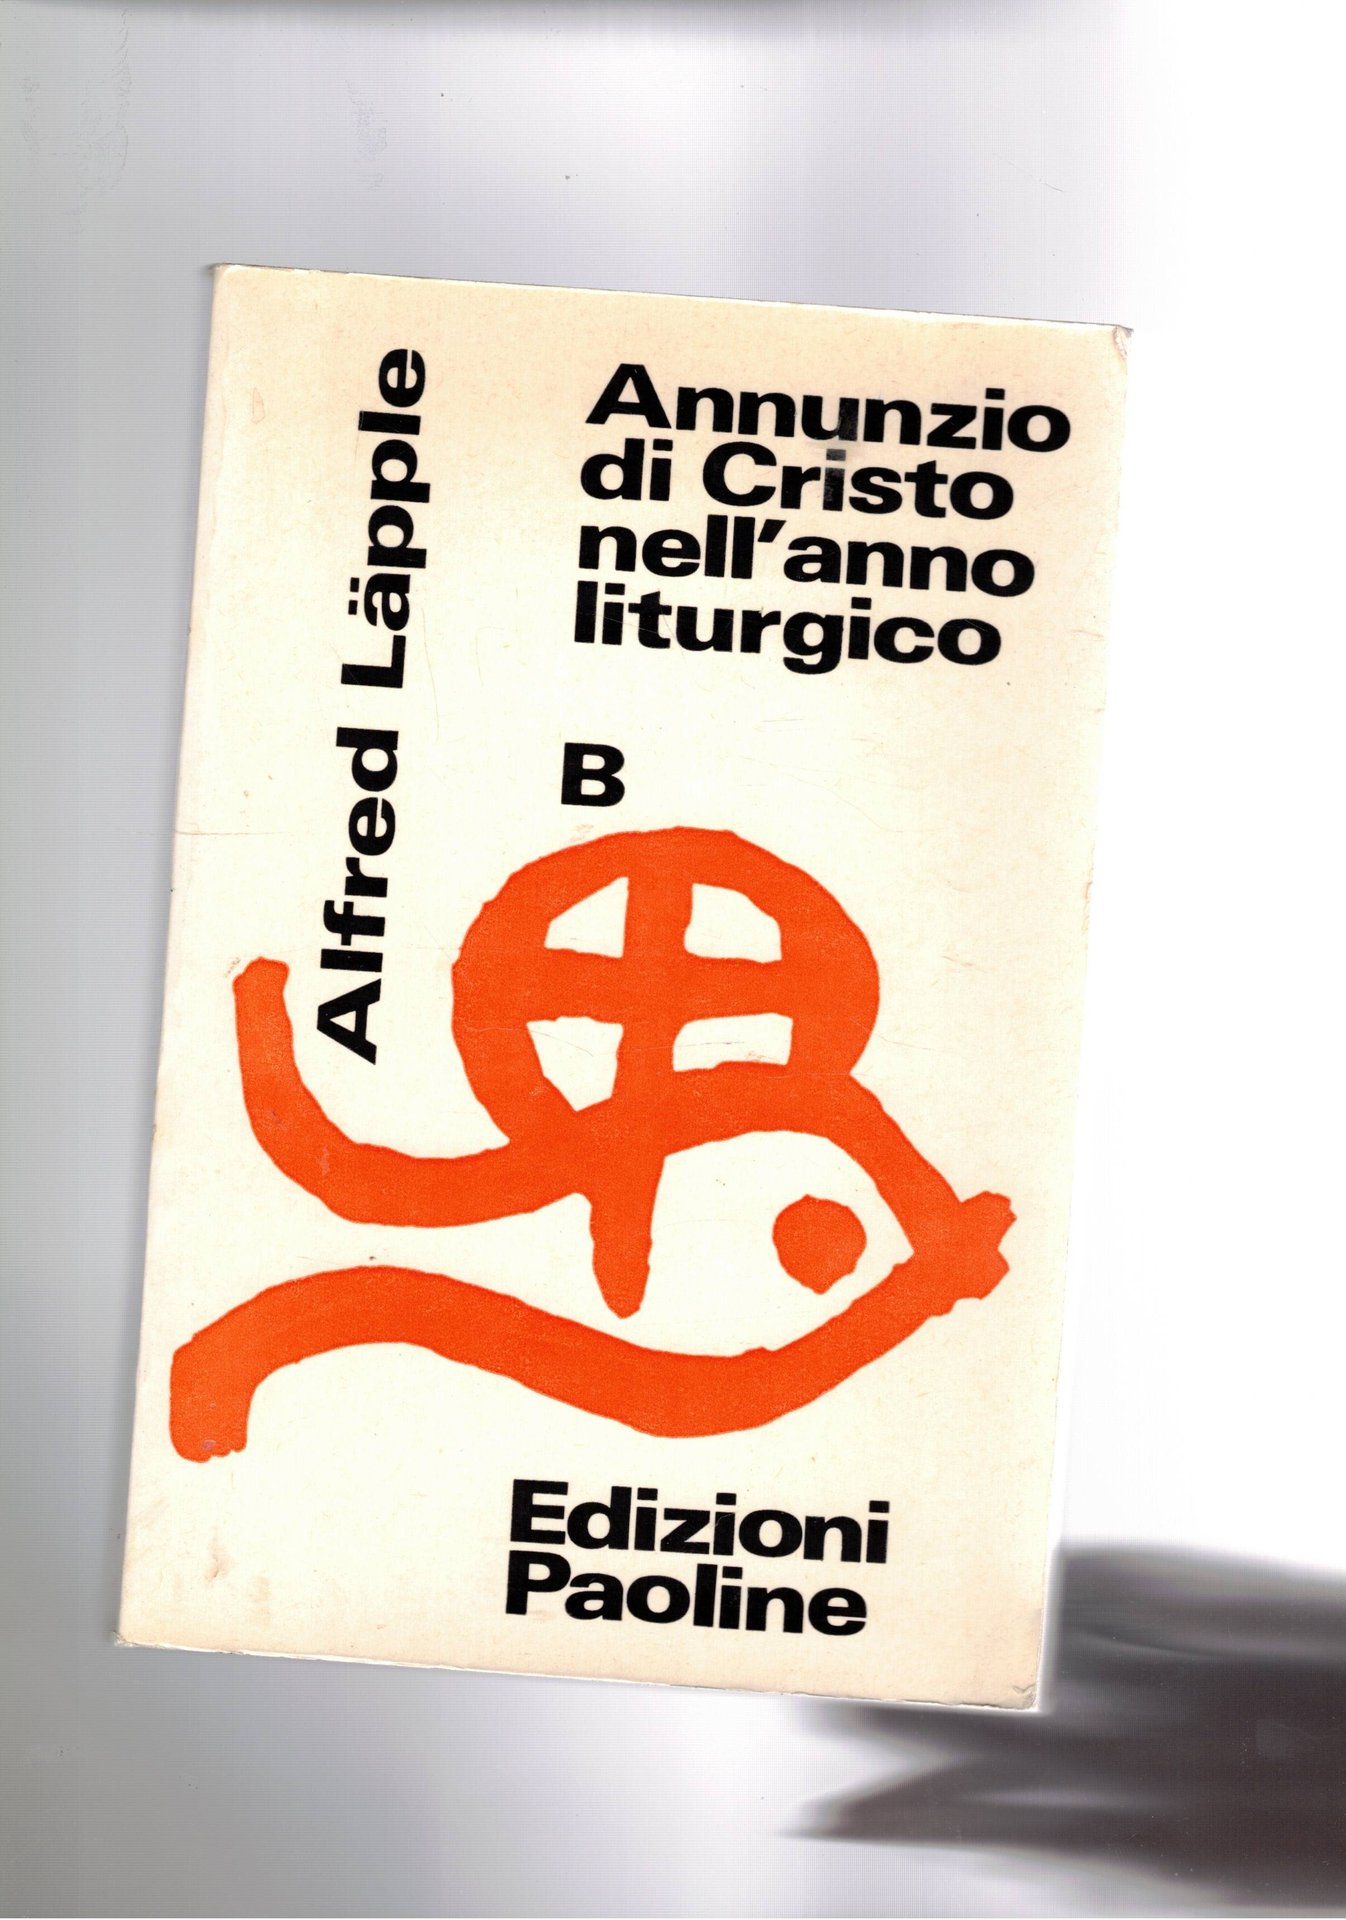 Alfred Läpple
Annunzio
di Cristo
nell'anno
liturgico
B
Edizioni
Paoline